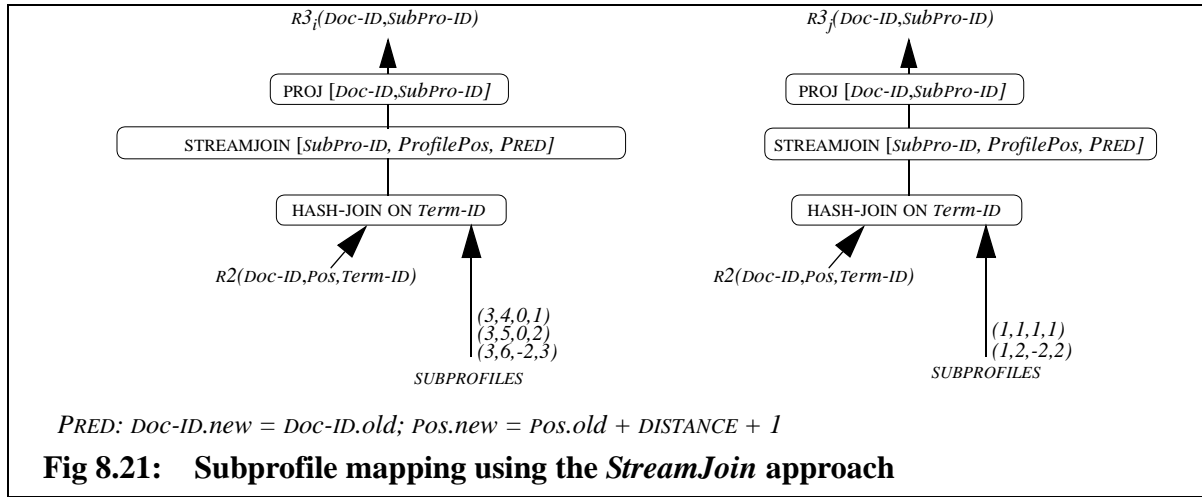 R3i(Doc-ID,SubPro-ID)
PROJ [Doc-ID,SubPro-ID]
STREAMJOIN [SubPro-ID, ProfilePos, PRED]
HASH-JOIN ON Term-ID
R2(Doc-ID,Pos,Term-ID)
(3,4,0,1)
(3,5,0,2)
(3,6,-2,3)
SUBPROFILES
R3j(Doc-ID,SubPro-ID)
PROJ [Doc-ID,SubPro-ID]
STREAMJOIN [SubPro-ID, ProfilePos, PRED]
HASH-JOIN ON Term-ID
R2(Doc-ID,Pos,Term-ID)
(1,1,1,1)
(1,2,-2,2)
SUBPROFILES
PRED: Doc-ID.new = Doc-ID.old; Pos.new = Pos.old + DISTANCE + 1
Fig 8.21: Subprofile mapping using the StreamJoin approach